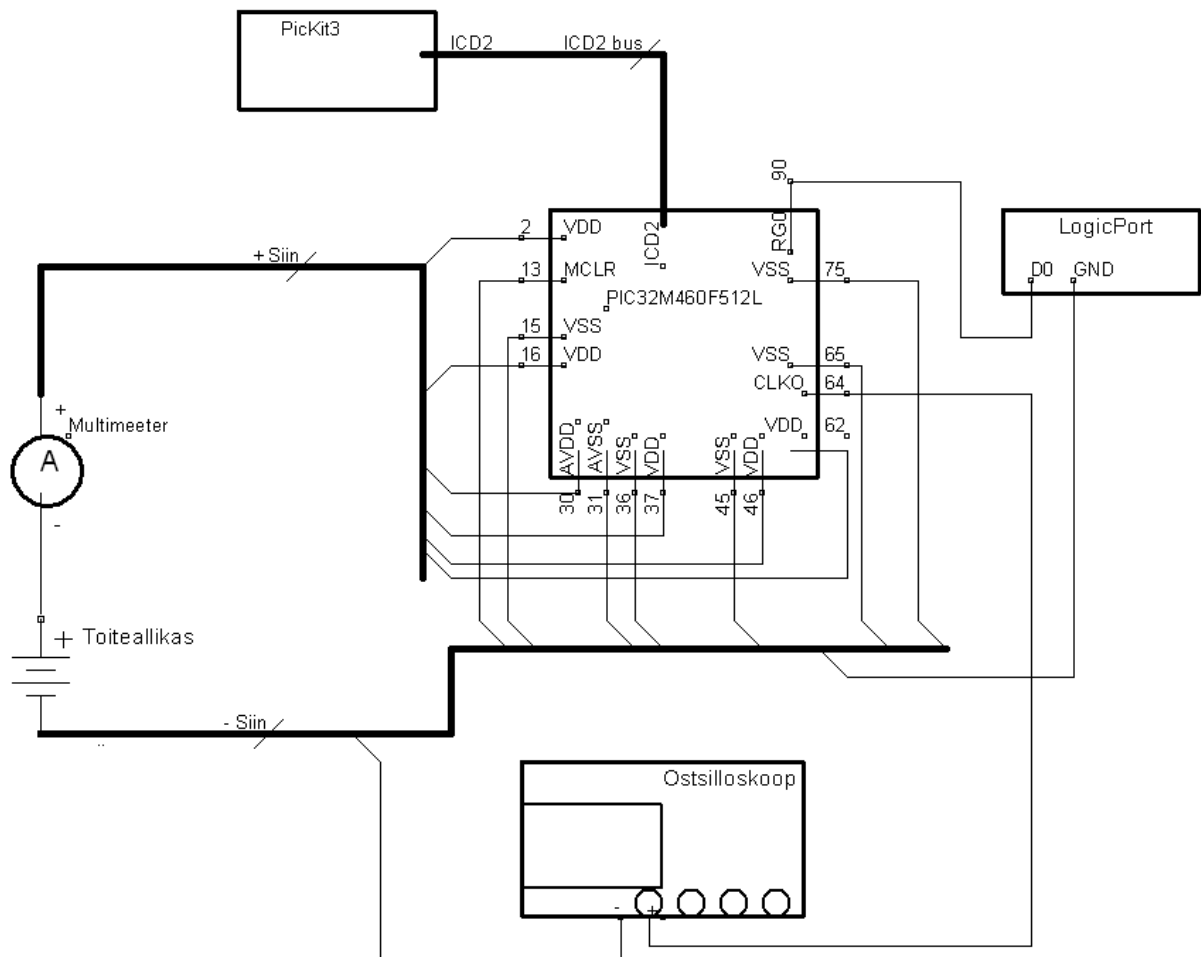 PicKit3
ICD2
ICD2 bus
90
RG0
2
VDD
ICD2
+ Siin
13
MCLR
VSS
75
LogicPort
D0
GND
PIC32M460F512L
15
VSS
16
VDD
VSS
65
CLKO
64
VDD
62
+
Multimeeter
A
-
AVDD
AVSS
VSS
VDD
VSS
VDD
30
31
36
37
45
46
+
Toiteallikas
- Siin
Ostsilloskoop
-
+